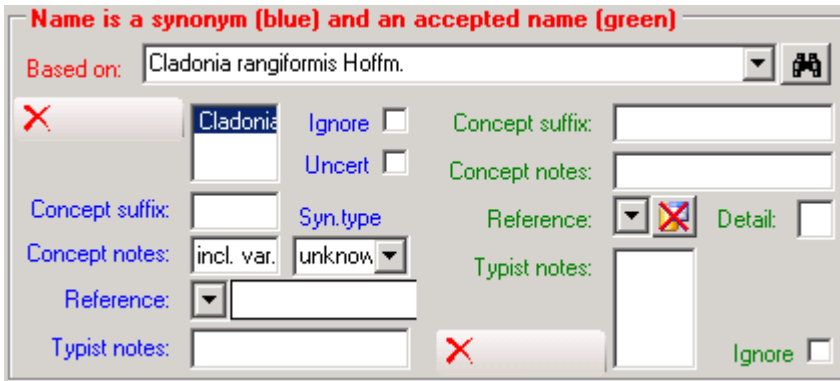 Name is a synonym (blue) and an accepted name (green)
Based on: Cladonia rangiformis Hoffm.
Cladonia
Ignore
Uncert
Concept suffix:
Syn.type
Concept notes: incl. var. unknow
Reference:
Typist notes:
Concept suffix:
Concept notes:
Reference: Detail:
Typist notes:
Ignore